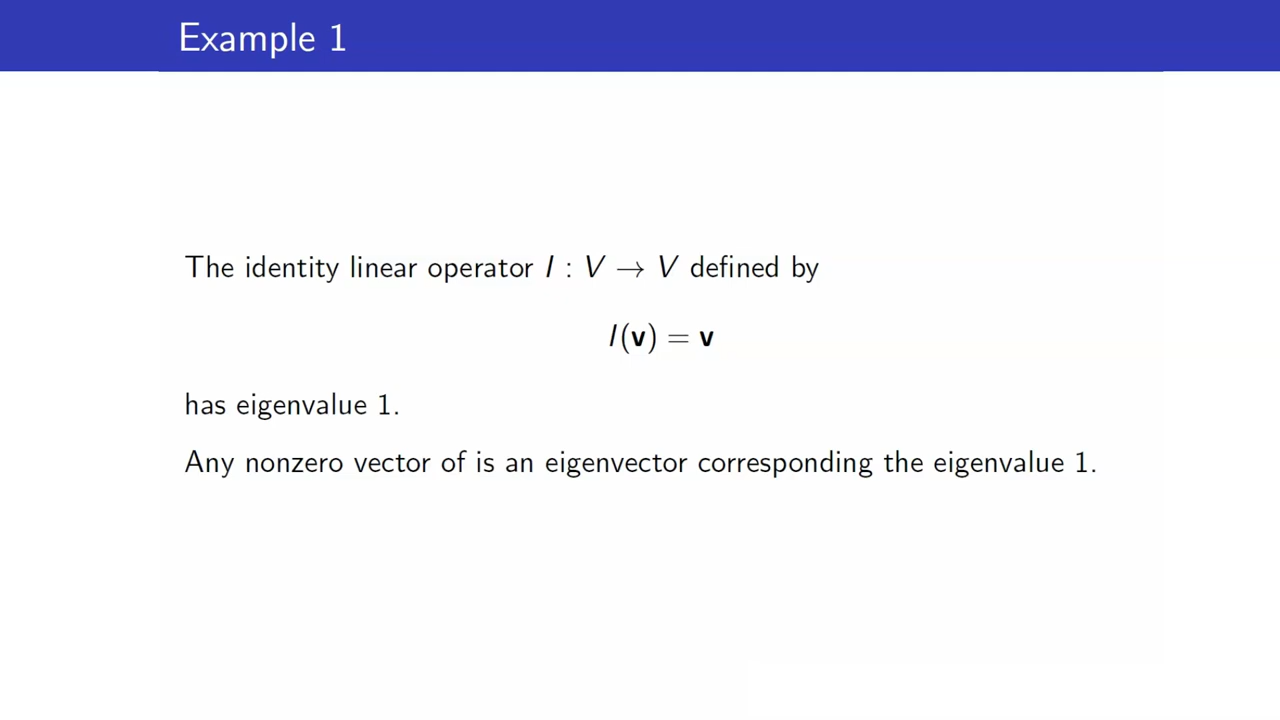 Example 1
The identity linear operator I : V → V defined by
I(v) = v
has eigenvalue 1.
Any nonzero vector of is an eigenvector corresponding the eigenvalue 1.